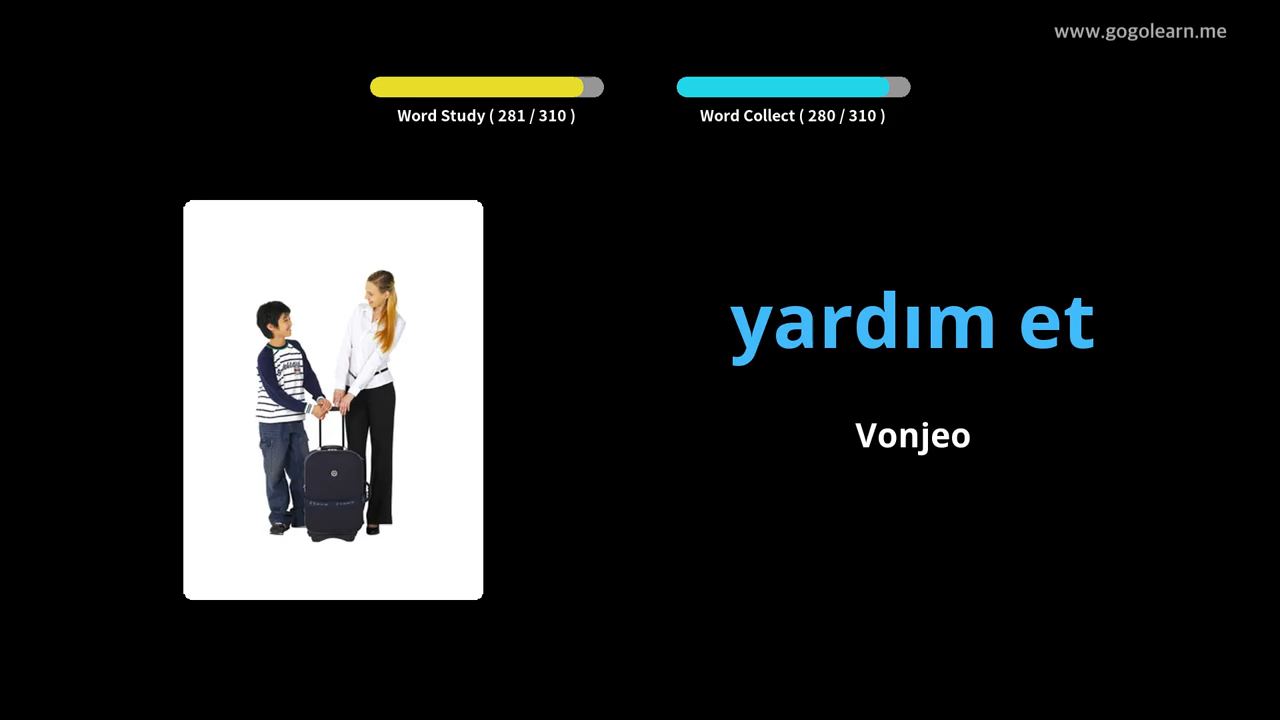 www.gogolearn.me
Word Study ( 281 / 310 )
Word Collect ( 280 / 310 )
yardım et
Vonjeo